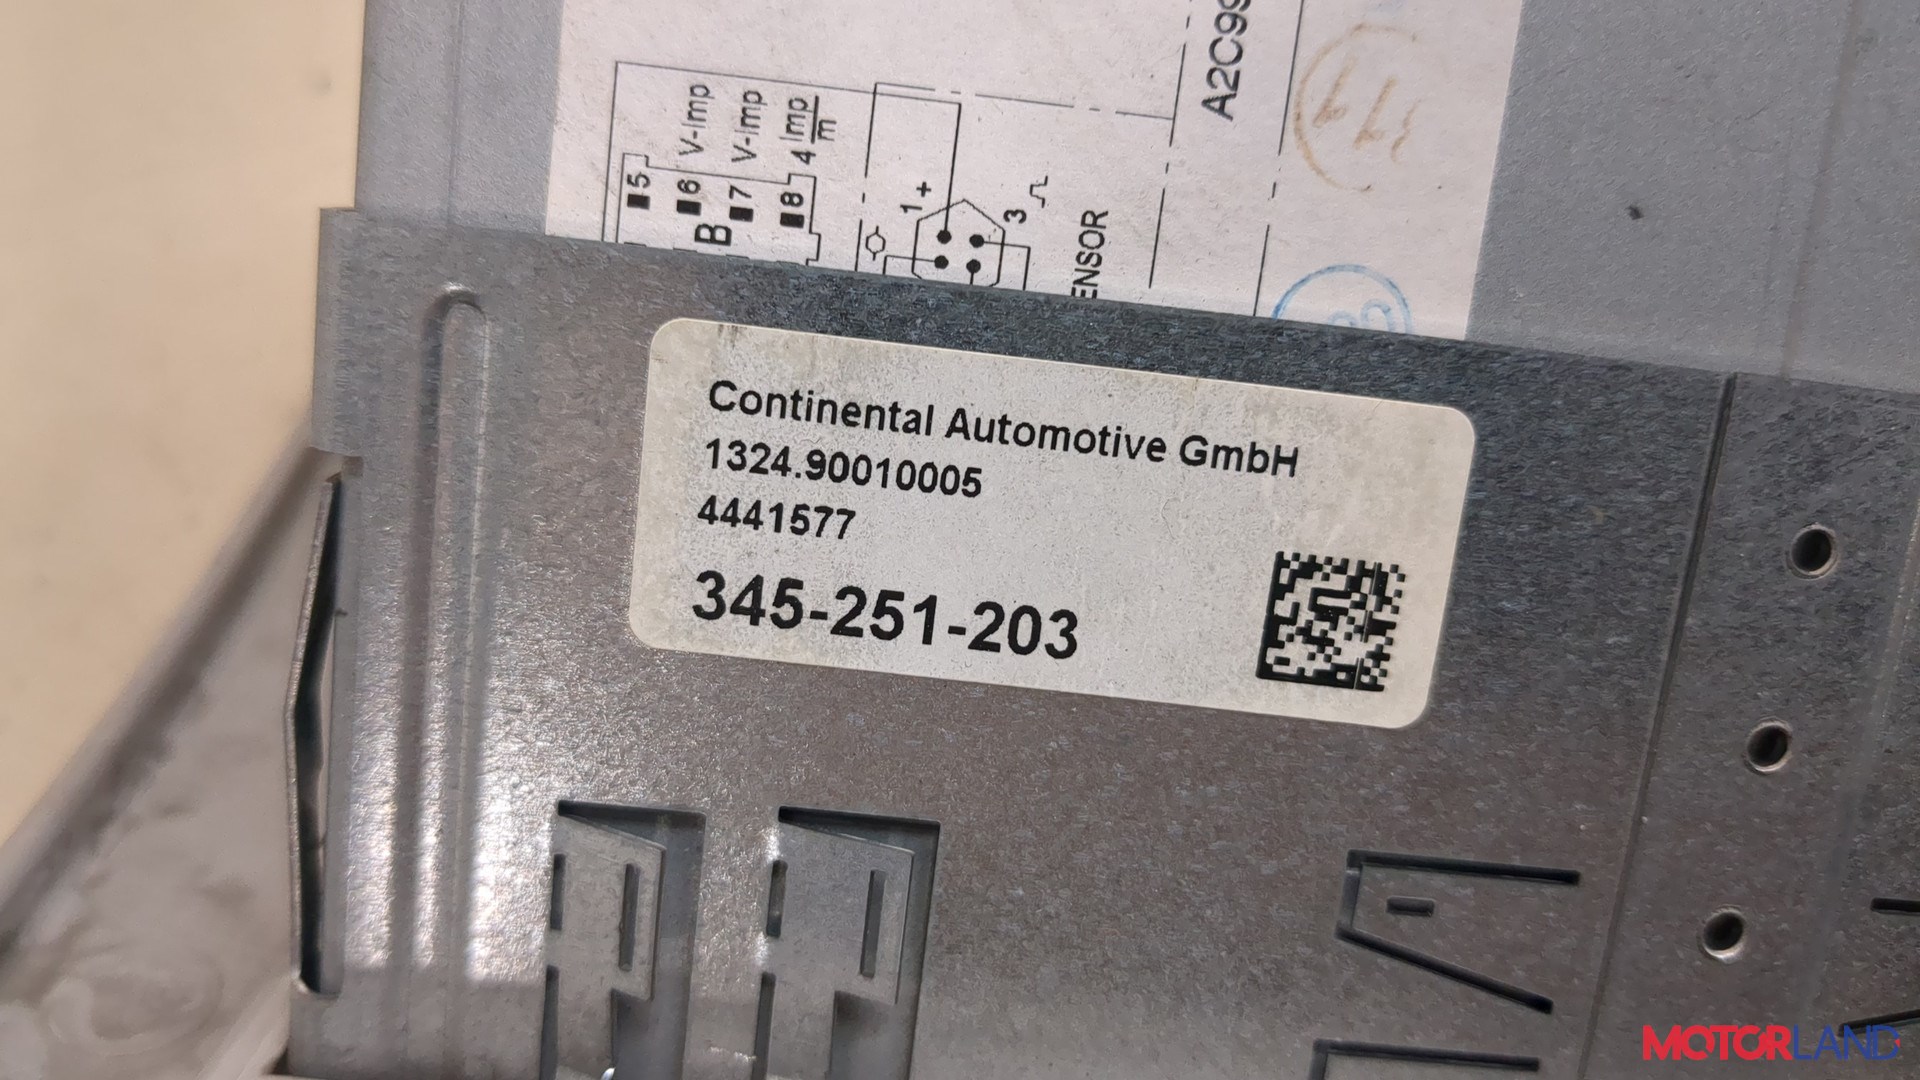 A2C99
5
6
7
8
V-Imp
V-Imp
4 Imp
m
B
1 +
3
ENSOR
Continental Automotive GmbH
1324.90010005
4441577
345-251-203
MOTORLAND